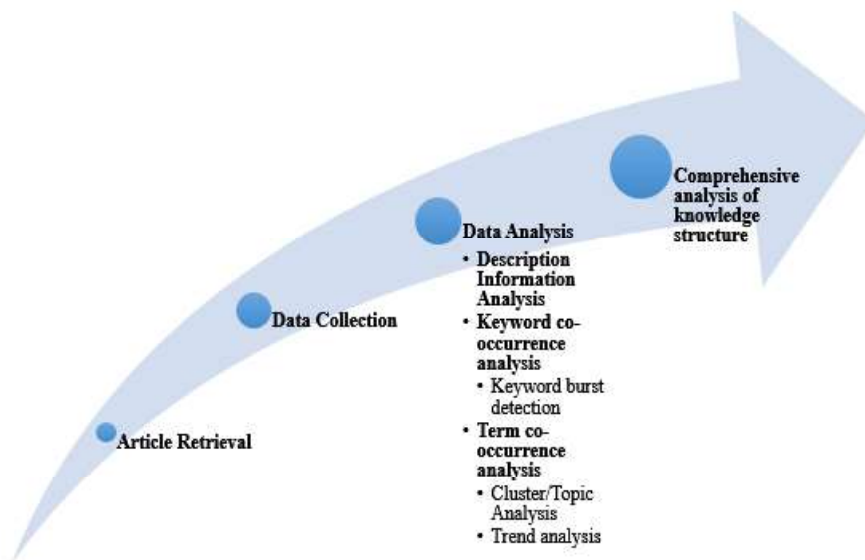 Article Retrieval
Data Collection
Data Analysis
• Description
Information
Analysis
• Keyword co-
occurrence
analysis
• Keyword burst
detection
• Term co-
occurrence
analysis
• Cluster/Topic
Analysis
• Trend analysis
Comprehensive
analysis of
knowledge
structure